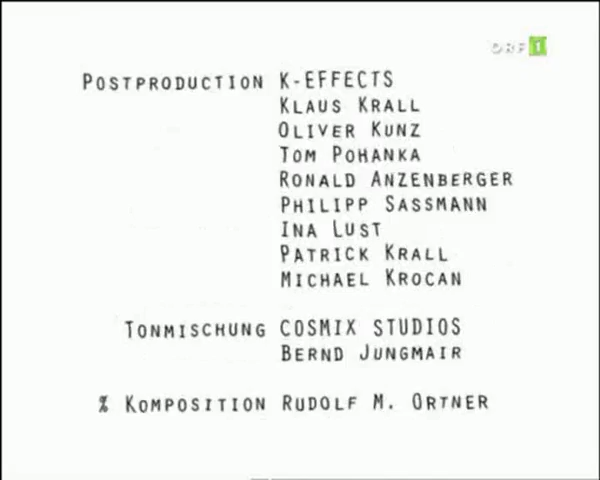 ORF 1
POSTPRODUCTION K-EFFECTS
KLAUS KRALL
OLIVER KUNZ
TOM POHANKA
RONALD ANZENBERGER
PHILIPP SASSMANN
INA LUST
PATRICK KRALL
MICHAEL KROCAN
TONMISCHUNG COSMIX STUDIOS
BERND JUNGMAIR
% KOMPOSITION RUDOLF M. ORTNER